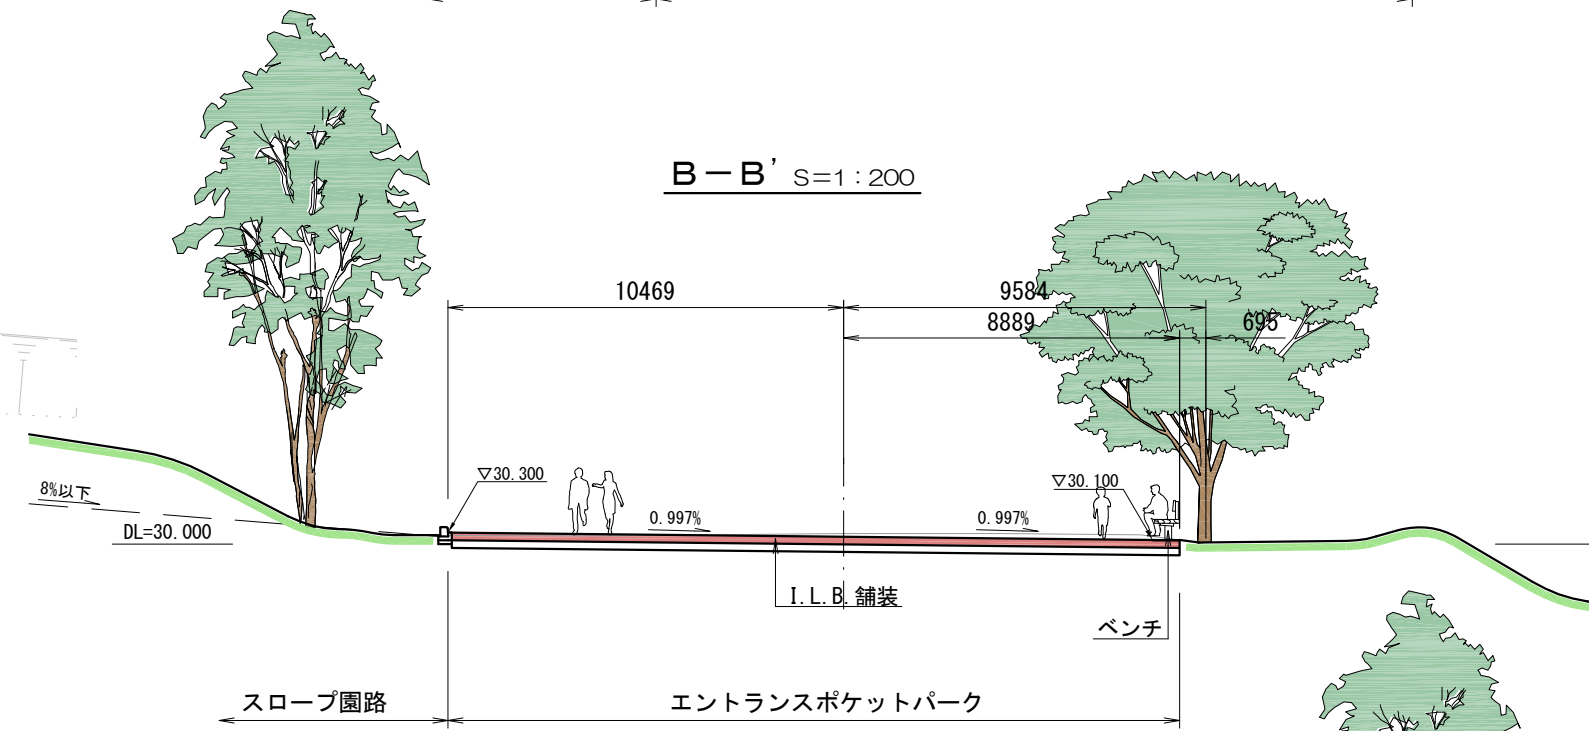 B－B' S=1:200
10469
9584
8889
695
▽30.300
▽30.100
8%以下
0.997%
0.997%
DL=30.000
I.L.B.舗装
ベンチ
スロープ園路
エントランスポケットパーク